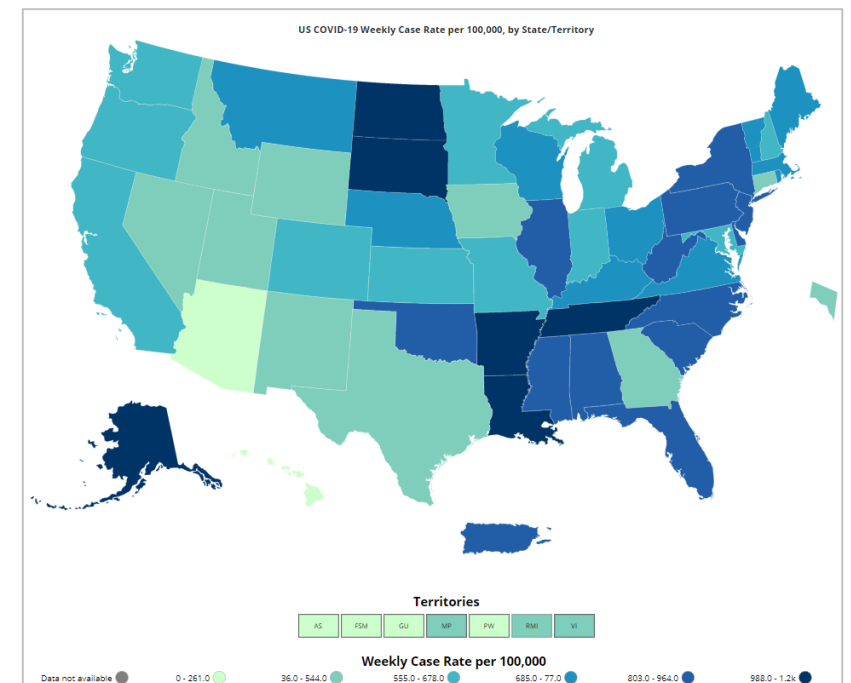 US COVID-19 Weekly Case Rate per 100,000, by State/Territory
Territories
AS FSM GU MP PW RMI VI
Weekly Case Rate per 100,000
Data not available 0 - 261.0 36.0 - 544.0 555.0 - 678.0 685.0 - 77.0 803.0 - 964.0 988.0 - 1.2k